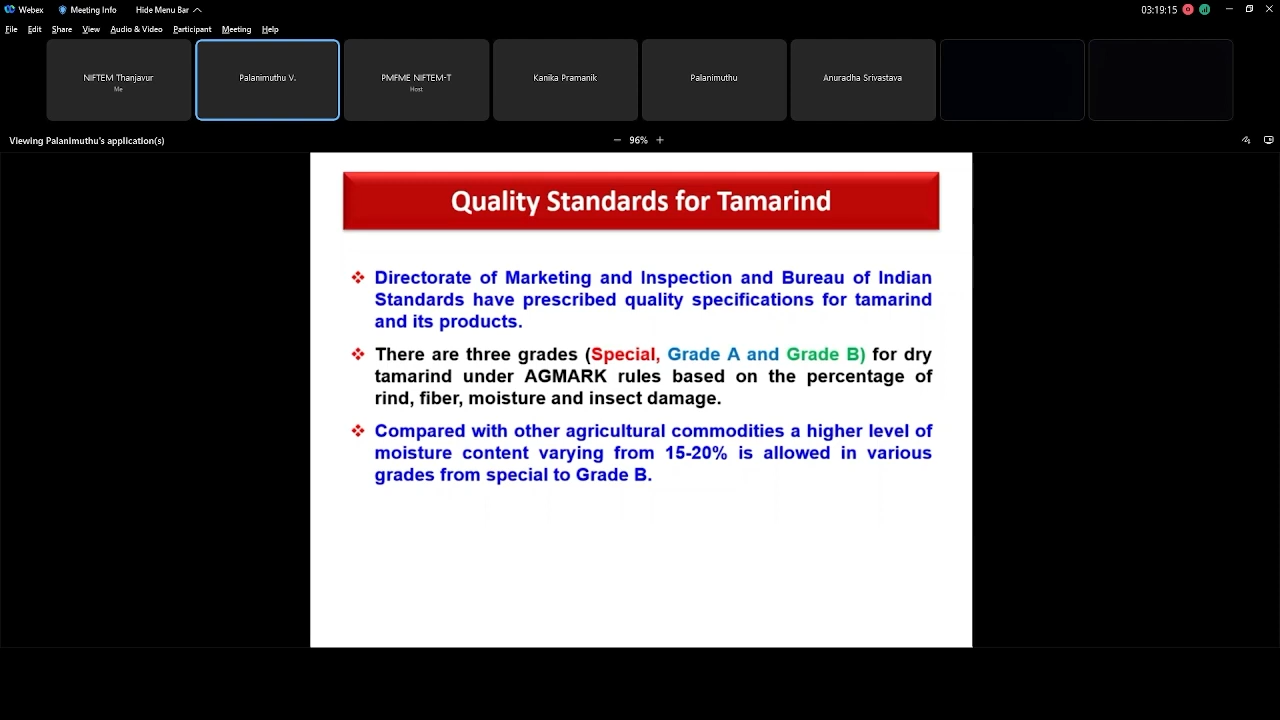 Webex Meeting Info Hide Menu Bar 03:19:15
File Edit Share View Audio & Video Participant Meeting Help
NIFTEM Thanjavur
Me
Palanimuthu V.
PMFME NIFTEM-T
Host
Kanika Pramanik
Palanimuthu
Anuradha Srivastava
Viewing Palanimuthu's application(s) 96%
Quality Standards for Tamarind
Directorate of Marketing and Inspection and Bureau of Indian
Standards have prescribed quality specifications for tamarind
and its products.
There are three grades (Special, Grade A and Grade B) for dry
tamarind under AGMARK rules based on the percentage of
rind, fiber, moisture and insect damage.
Compared with other agricultural commodities a higher level of
moisture content varying from 15-20% is allowed in various
grades from special to Grade B.